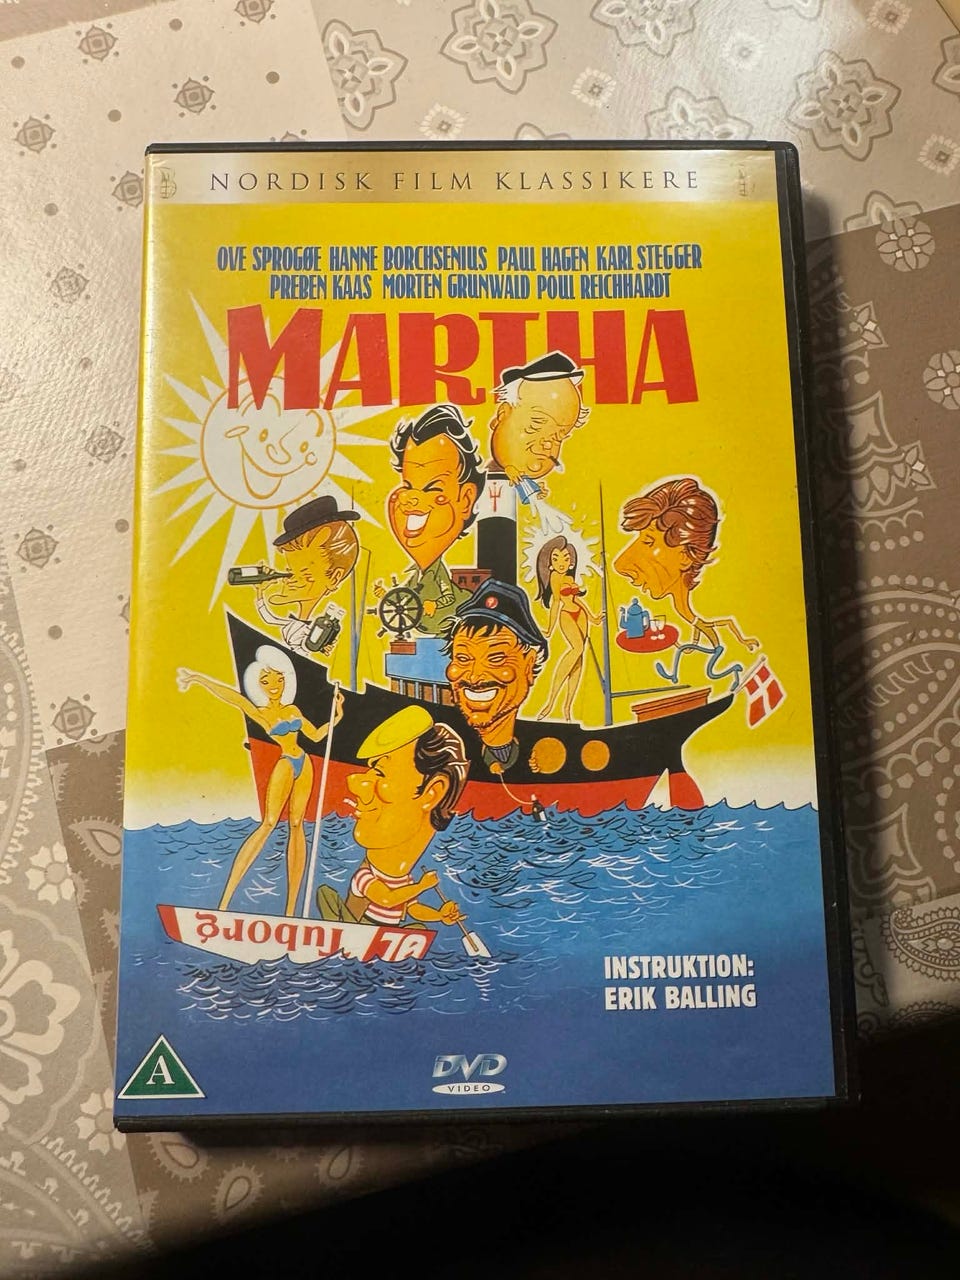 NORDISK FILM KLASSIKERE
OVE SPROGØE HANNE BORCHSENIUS PAUL HAGEN KARL STEGGER
PREBEN KAAS MORTEN GRUNWALD POUL REICHHARDT
MARTHA
Tuborg
INSTRUKTION:
ERIK BALLING
A
DVD
VIDEO